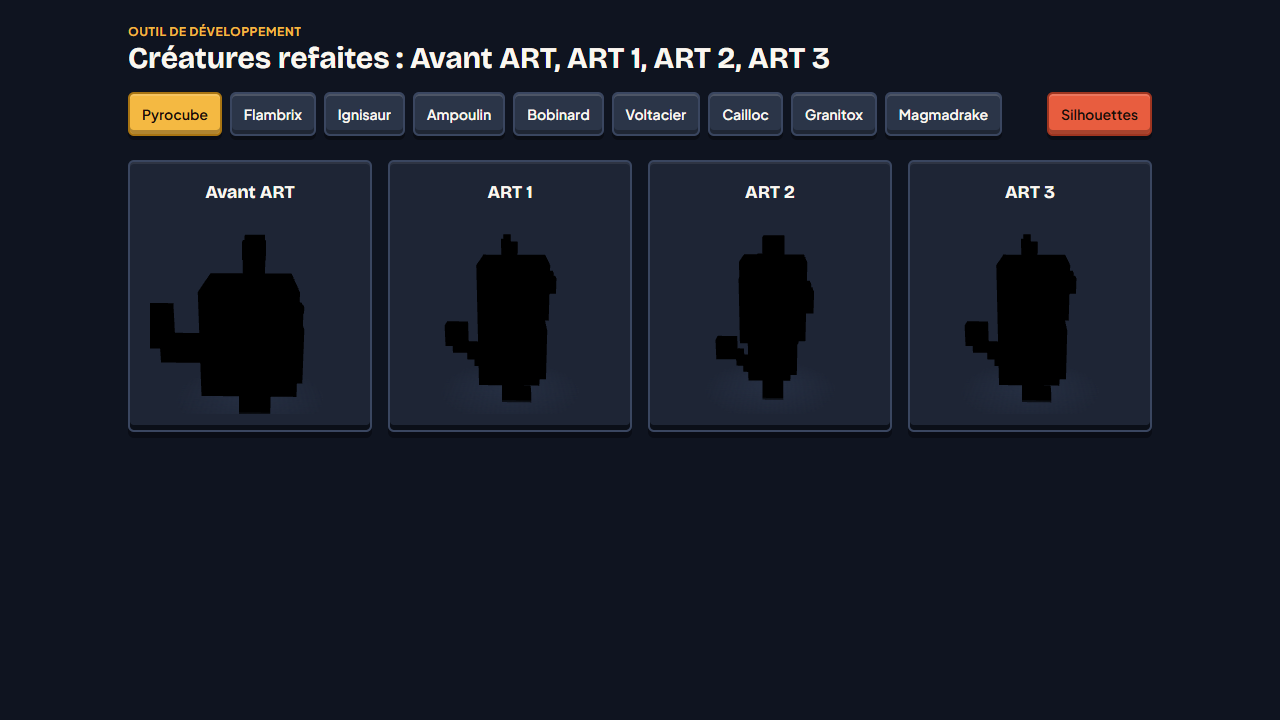 OUTIL DE DÉVELOPPEMENT
Créatures refaites : Avant ART, ART 1, ART 2, ART 3
Pyrocube Flambrix Ignisaur Ampoulin Bobinard Voltacier Cailloc Granitox Magmadrake Silhouettes
Avant ART ART 1 ART 2 ART 3